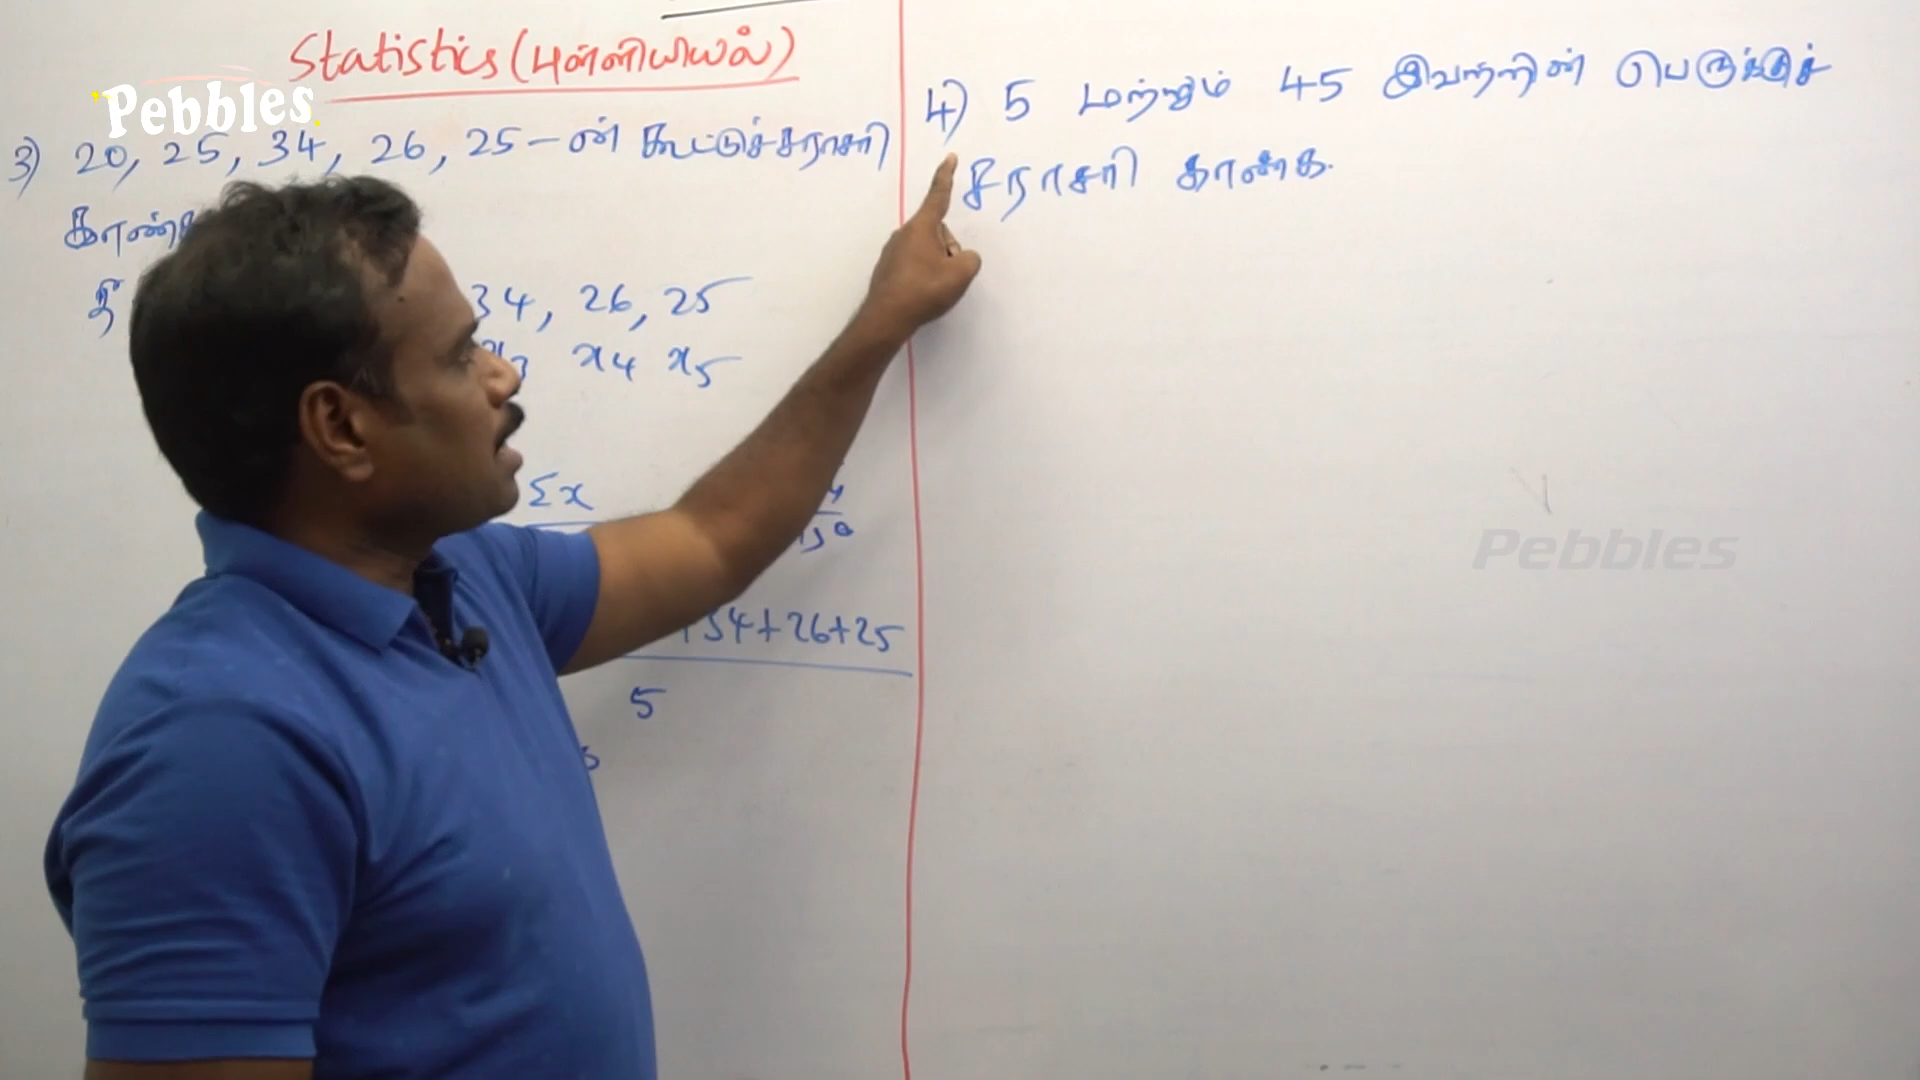 Statistics (புள்ளியியல்)
Pebbles
3) 20, 25, 34, 26, 25 – ன் கூட்டுச்சராசரி
காண்க
தீ
34, 26, 25
x3 x4 x5
Σx
34+26+25
5
4) 5 மற்றும் 45 இவற்றின் பெருக்குச்
சராசரி காண்க.
Pebbles